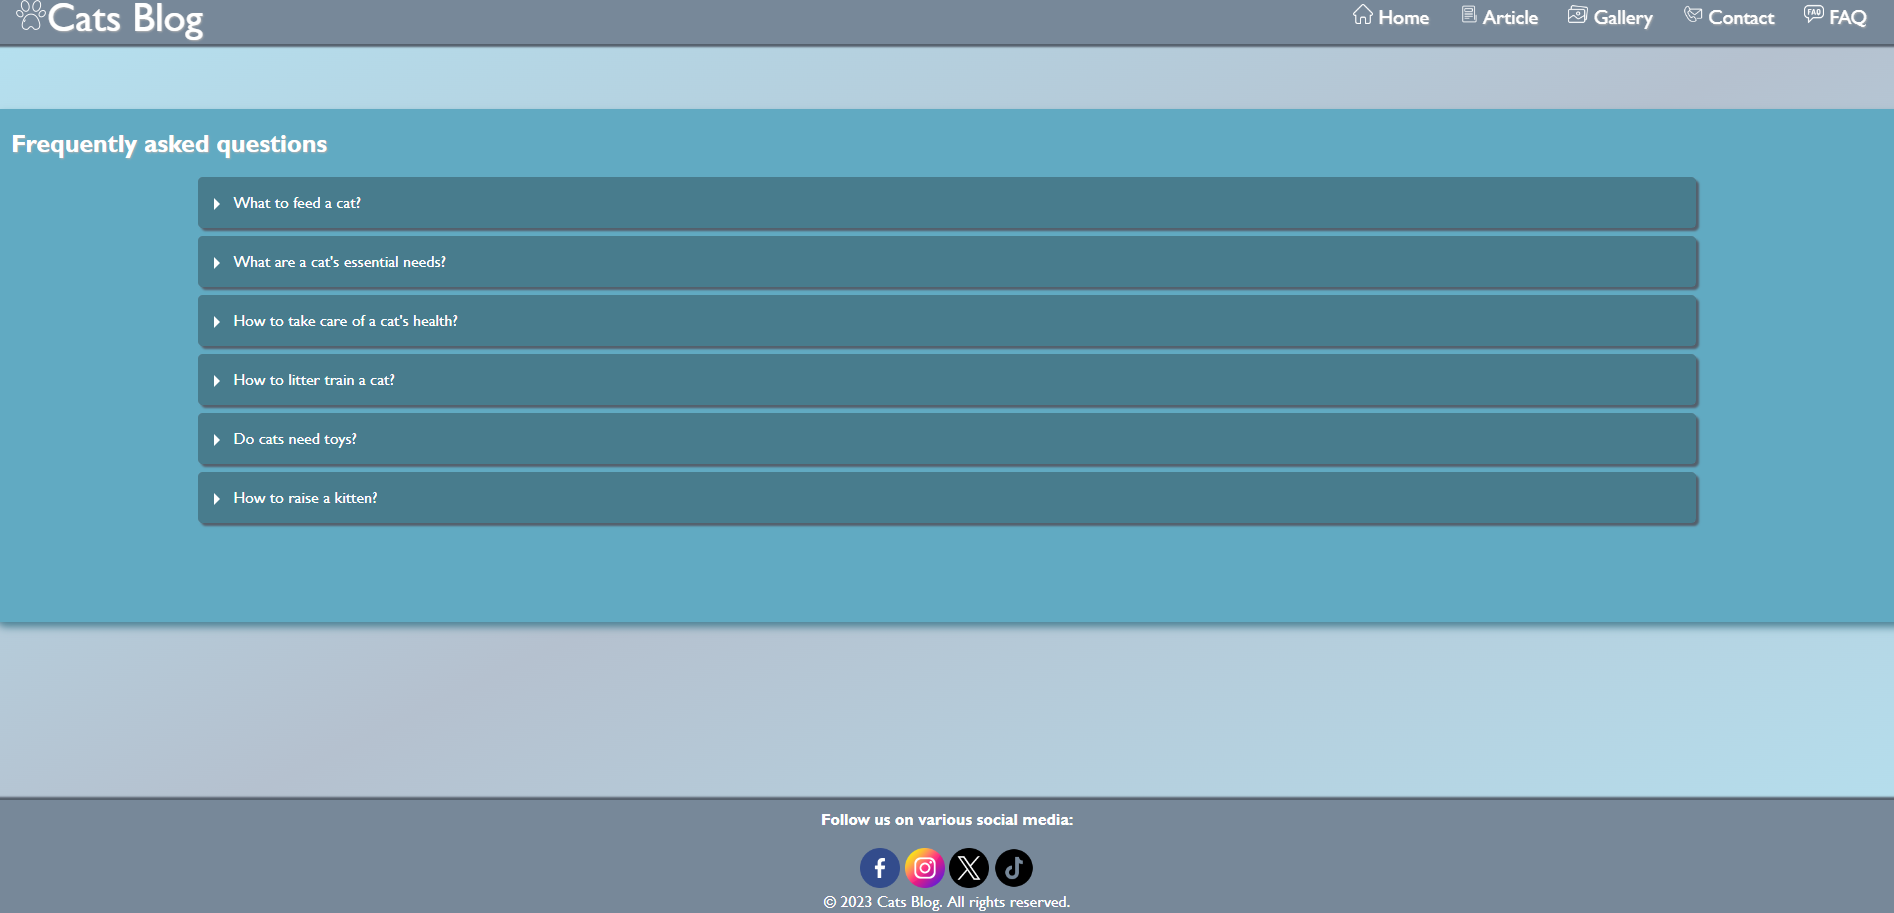 Cats Blog
Home
Article
Gallery
Contact
FAQ
FAQ
Frequently asked questions
What to feed a cat?
What are a cat's essential needs?
How to take care of a cat's health?
How to litter train a cat?
Do cats need toys?
How to raise a kitten?
Follow us on various social media:
© 2023 Cats Blog. All rights reserved.